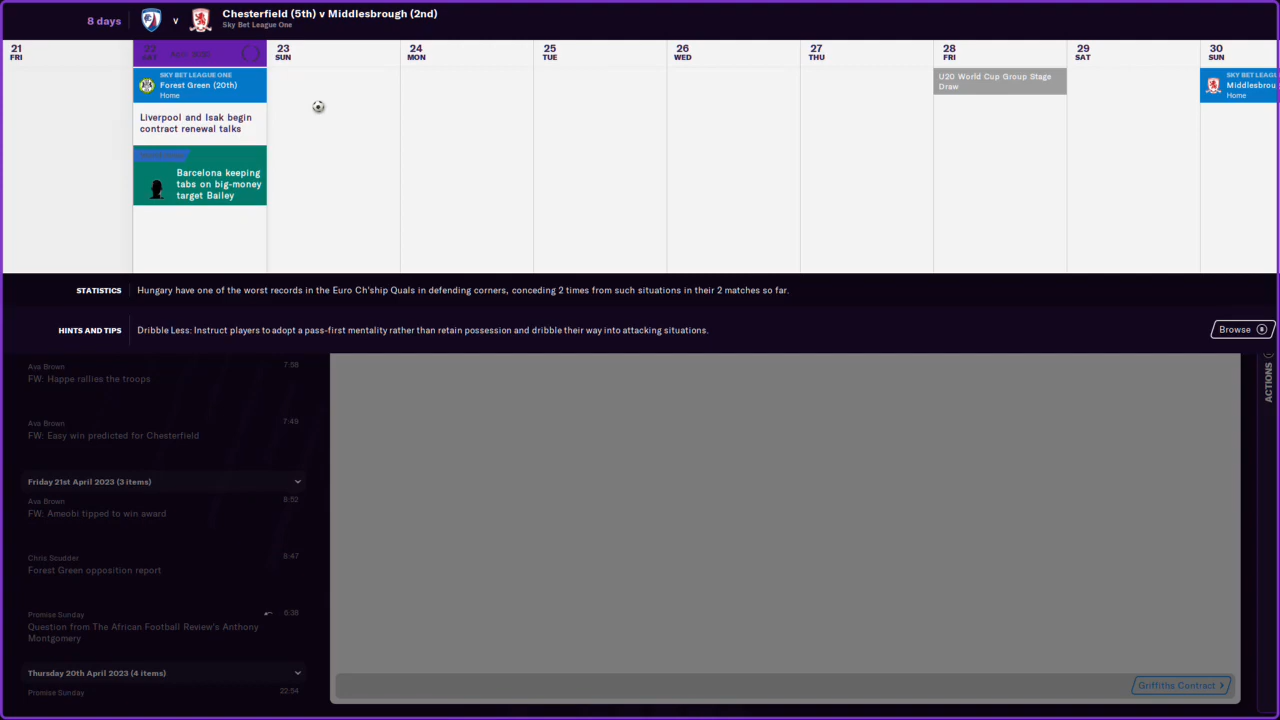 8 days
v
Chesterfield (5th) v Middlesbrough (2nd)
Sky Bet League One
21
FRI
22
SAT
23
SUN
24
MON
25
TUE
26
WED
27
THU
28
FRI
29
SAT
30
SUN
SKY BET LEAGUE ONE
Forest Green (20th)
Home
Liverpool and Isak begin
contract renewal talks
Barcelona keeping
tabs on big-money
target Bailey
U20 World Cup Group Stage
Draw
SKY BET LEAGU
Middlesbrou
Home
STATISTICS
Hungary have one of the worst records in the Euro Ch'ship Quals in defending corners, conceding 2 times from such situations in their 2 matches so far.
HINTS AND TIPS
Dribble Less: Instruct players to adopt a pass-first mentality rather than retain possession and dribble their way into attacking situations.
Browse
ACTIONS
Ava Brown
7:58
FW: Happe rallies the troops
Ava Brown
7:49
FW: Easy win predicted for Chesterfield
Friday 21st April 2023 (3 items)
Ava Brown
8:52
FW: Ameobi tipped to win award
Chris Scudder
8:47
Forest Green opposition report
Promise Sunday
6:38
Question from The African Football Review's Anthony
Montgomery
Thursday 20th April 2023 (4 items)
Promise Sunday
22:54
Griffiths Contract >